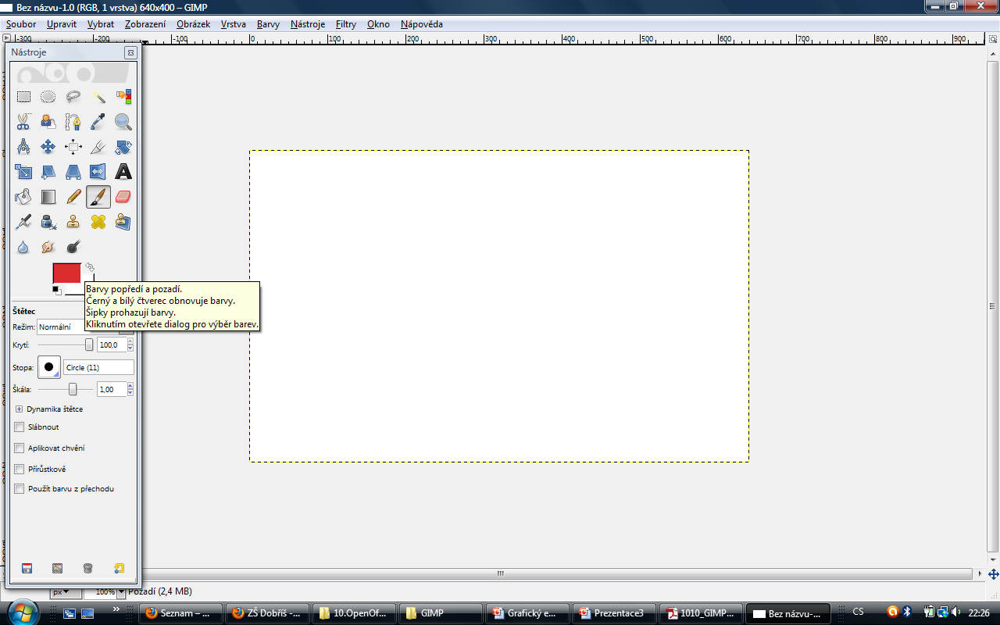 Bez názvu-1.0 (RGB, 1 vrstva) 640x400 – GIMP
Soubor Upravit Vybrat Zobrazení Obrázek Vrstva Barvy Nástroje Filtry Okno Nápověda
-300 -200 -100 0 100 200 300 400 500 600 700 800 900
Nástroje
Barvy popředí a pozadí.
Černý a bílý čtverec obnovuje barvy.
Šipky prohazují barvy.
Kliknutím otevřete dialog pro výběr barev.
Štětec
Režim: Normální
Krytí: 100,0
Stopa: Circle (11)
Škála: 1,00
Dynamika štětce
Slábnout
Aplikovat chvění
Přírůstkově
Použít barvu z přechodu
px 100% Pozadí (2,4 MB)
Seznam – ... ZŠ Dobříš -... 10.OpenOf... GIMP Grafický e... Prezentace3 1010_GIMP... Bez názvu-... CS 22:26